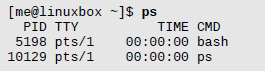 [me@linuxbox ~]$ ps
  PID TTY          TIME CMD
 5198 pts/1    00:00:00 bash
10129 pts/1    00:00:00 ps